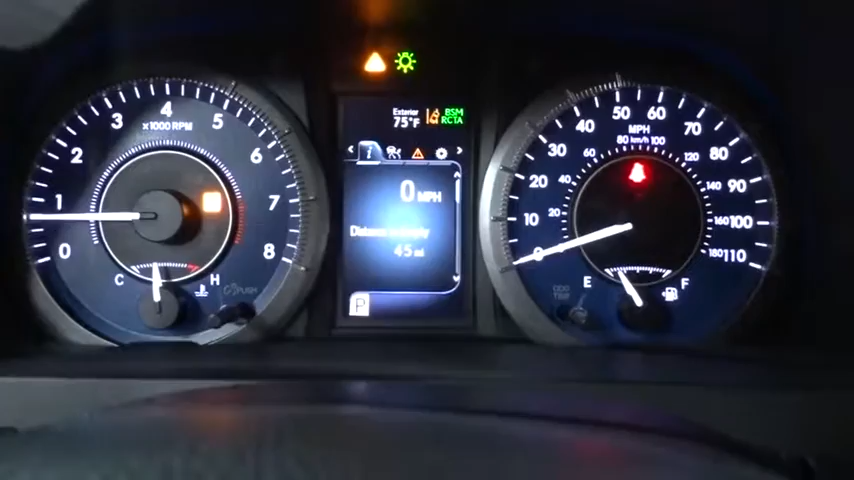 Exterior
75°F
BSM
RCTA
x1000 RPM
0
1
2
3
4
5
6
7
8
C
H
PUSH
i
0 MPH
Distance to empty
45 mi
P
MPH
80 km/h 100
0
10
20
30
40
50
60
70
80
90
100
110
20
40
60
120
140
160
180
E
F
ODO
TRIP